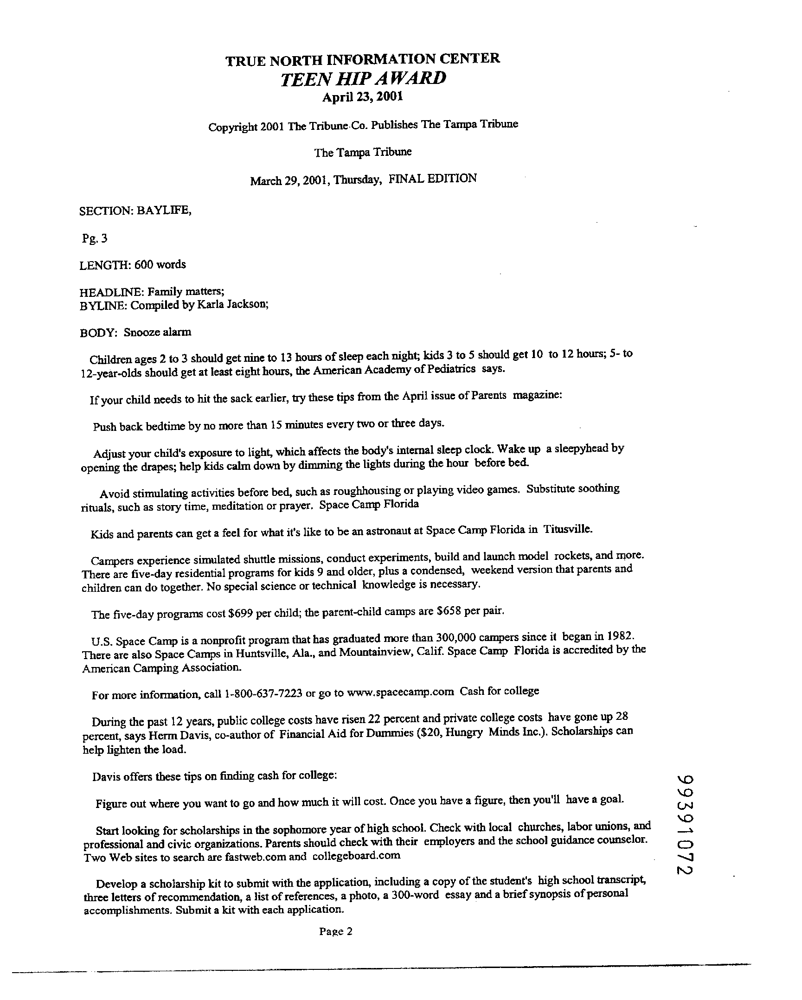 TRUE NORTH INFORMATION CENTER
TEEN HIP AWARD
April 23, 2001
Copyright 2001 The Tribune Co. Publishes The Tampa Tribune
The Tampa Tribune
March 29, 2001, Thursday, FINAL EDITION
SECTION: BAYLIFE,
Pg. 3
LENGTH: 600 words
HEADLINE: Family matters;
BYLINE: Compiled by Karla Jackson;
BODY: Snooze alarm
Children ages 2 to 3 should get nine to 13 hours of sleep each night; kids 3 to 5 should get 10 to 12 hours; 5- to
12-year-olds should get at least eight hours, the American Academy of Pediatrics says.
If your child needs to hit the sack earlier, try these tips from the April issue of Parents magazine:
Push back bedtime by no more than 15 minutes every two or three days.
Adjust your child's exposure to light, which affects the body's internal sleep clock. Wake up a sleepyhead by
opening the drapes; help kids calm down by dimming the lights during the hour before bed.
Avoid stimulating activities before bed, such as roughhousing or playing video games. Substitute soothing
rituals, such as story time, meditation or prayer. Space Camp Florida
Kids and parents can get a feel for what it's like to be an astronaut at Space Camp Florida in Titusville.
Campers experience simulated shuttle missions, conduct experiments, build and launch model rockets, and more.
There are five-day residential programs for kids 9 and older, plus a condensed, weekend version that parents and
children can do together. No special science or technical knowledge is necessary.
The five-day programs cost $699 per child; the parent-child camps are $658 per pair.
U.S. Space Camp is a nonprofit program that has graduated more than 300,000 campers since it began in 1982.
There are also Space Camps in Huntsville, Ala., and Mountainview, Calif. Space Camp Florida is accredited by the
American Camping Association.
For more information, call 1-800-637-7223 or go to www.spacecamp.com Cash for college
During the past 12 years, public college costs have risen 22 percent and private college costs have gone up 28
percent, says Herm Davis, co-author of Financial Aid for Dummies ($20, Hungry Minds Inc.). Scholarships can
help lighten the load.
Davis offers these tips on finding cash for college:
Figure out where you want to go and how much it will cost. Once you have a figure, then you'll have a goal.
Start looking for scholarships in the sophomore year of high school. Check with local churches, labor unions, and
professional and civic organizations. Parents should check with their employers and the school guidance counselor.
Two Web sites to search are fastweb.com and collegeboard.com
Develop a scholarship kit to submit with the application, including a copy of the student's high school transcript,
three letters of recommendation, a list of references, a photo, a 300-word essay and a brief synopsis of personal
accomplishments. Submit a kit with each application.
Page 2
99391072